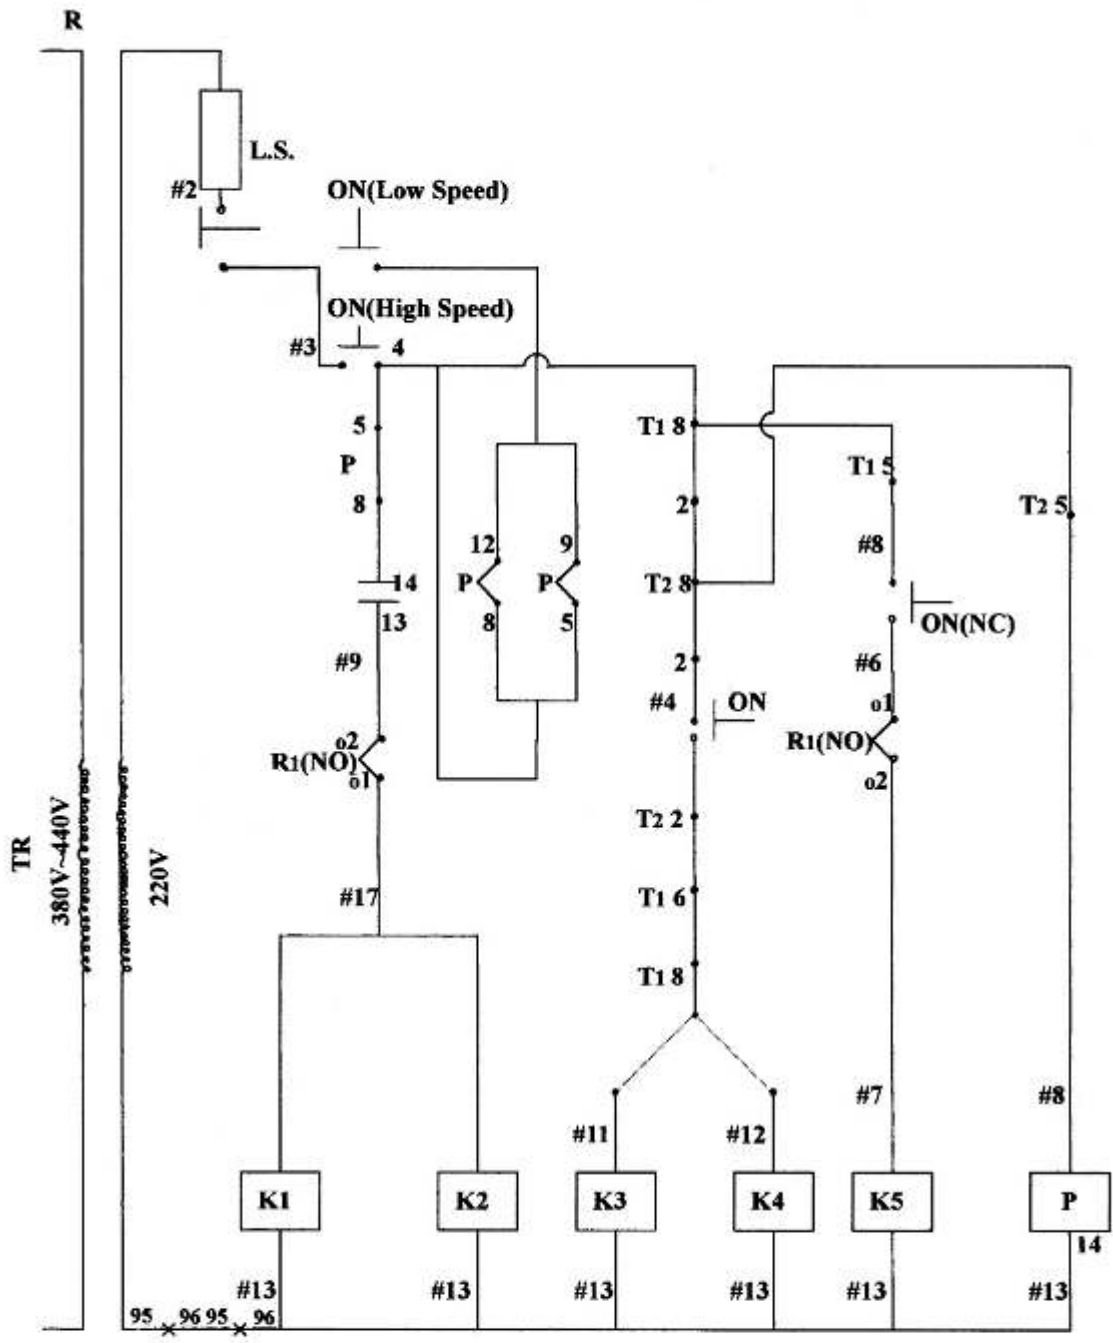 R
L.S.
#2
ON(Low Speed)
ON(High Speed)
#3
4
5
P
8
T1 8
T1 5
T2 5
2
12
9
#8
P
P
T2 8
14
8
5
13
ON(NC)
#9
2
#6
#4
ON
o1
R1(NO)
o2
o2
R1(NO)
o1
T2 2
TR
380V~440V
220V
#17
T1 6
T1 8
#7
#8
#11
#12
K1
K2
K3
K4
K5
P
14
#13
#13
#13
#13
#13
#13
95 96 95 96